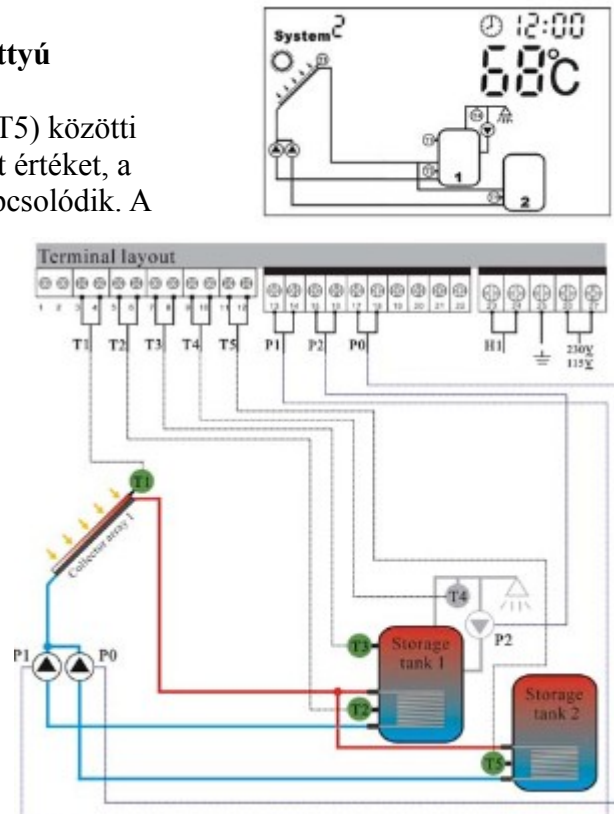 ttyú
T5) közötti
t értéket, a
pcsolódik. A
System2
12:00
68°C
1
2
Terminal layout
1 2 3 4 5 6 7 8 9 10 11 12 13 14 15 16 17 18 19 20 21 22 23 24 25 26 27
T1 T2 T3 T4 T5 P1 P2 P0 H1 230V
115V
T1
Collector array 1
T4
P1 P0 T3 Storage tank 1 P2
T2
Storage tank 2
T5